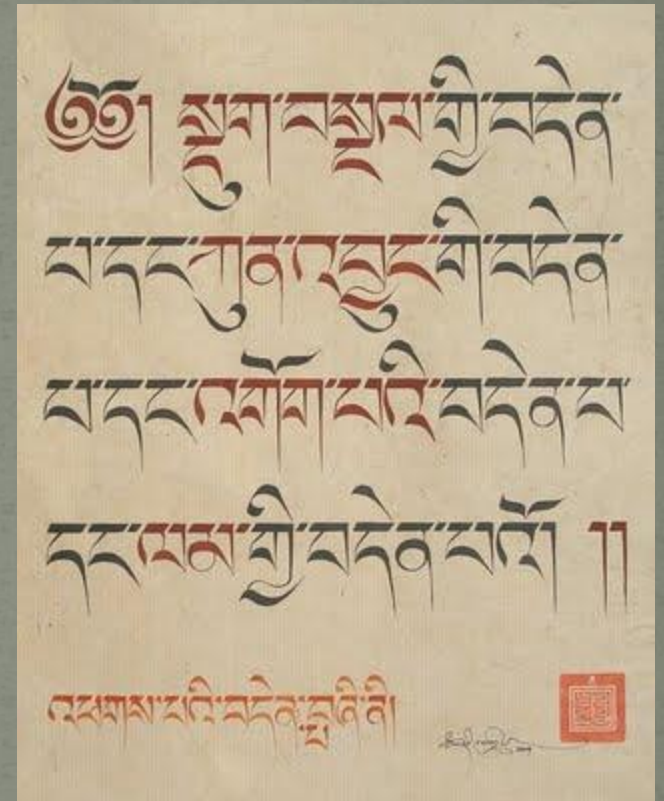 ༄༅། སྡུག་བསྔལ་གྱི་བདེན་
པ་དང་ཀུན་འབྱུང་གི་བདེན་
པ་དང་འགོག་པའི་བདེན་པ་
དང་ལམ་གྱི་བདེན་པའོ། །།
འཕགས་པའི་བདེན་བཞི་ནི།